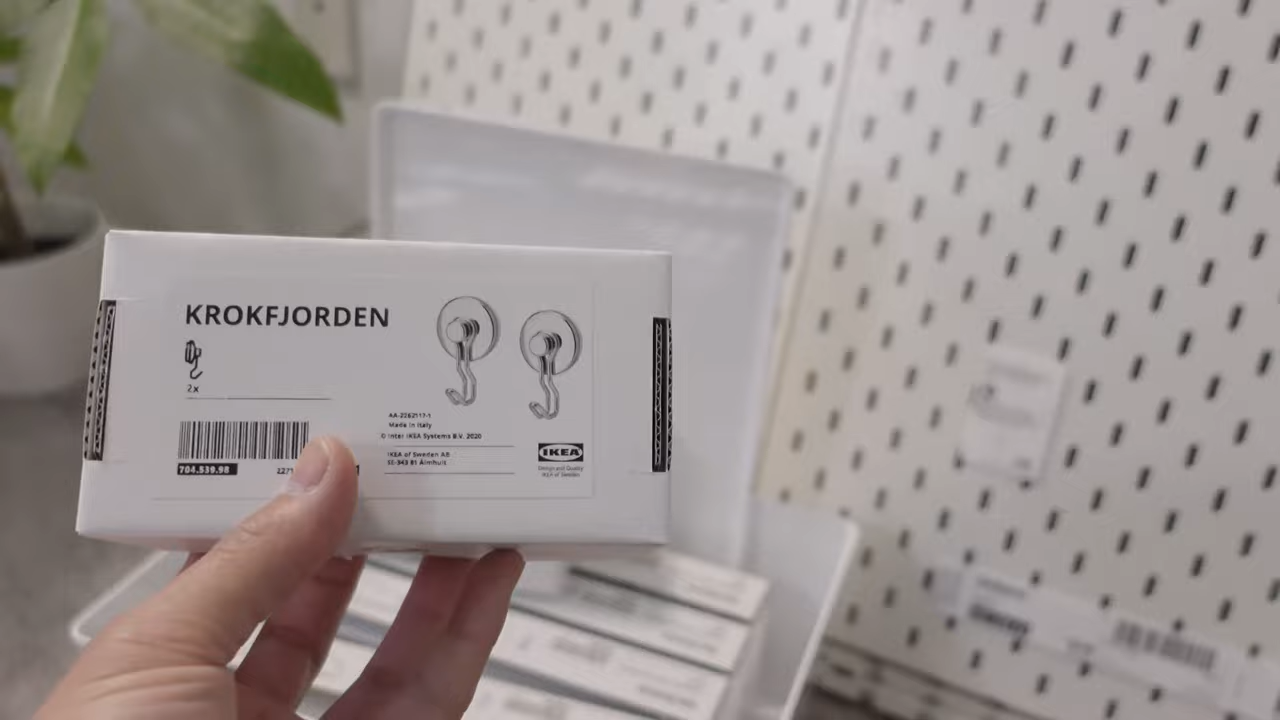 KROKFJORDEN
2x
AA-2262117-1
Made in Italy
© Inter IKEA Systems B.V. 2020
IKEA of Sweden AB
SE-343 81 Älmhult
704.539.98
IKEA
Design and Quality
IKEA of Sweden